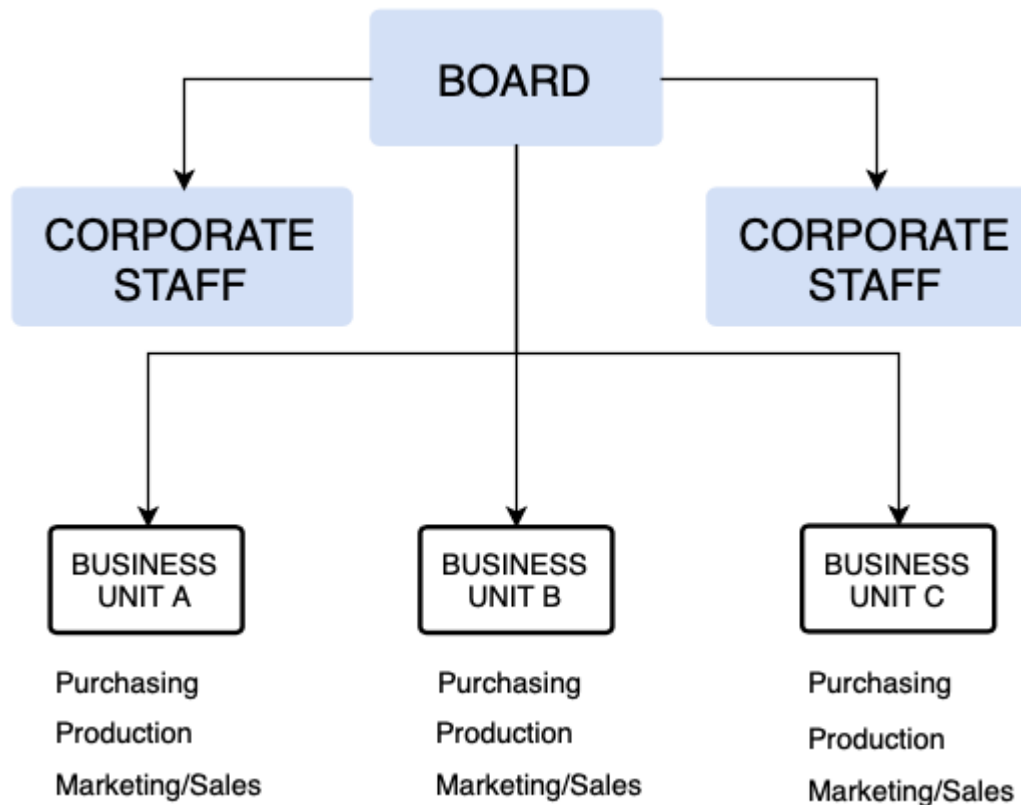 BOARD
CORPORATE
STAFF
CORPORATE
STAFF
BUSINESS
UNIT A
BUSINESS
UNIT B
BUSINESS
UNIT C
Purchasing
Production
Marketing/Sales
Purchasing
Production
Marketing/Sales
Purchasing
Production
Marketing/Sales